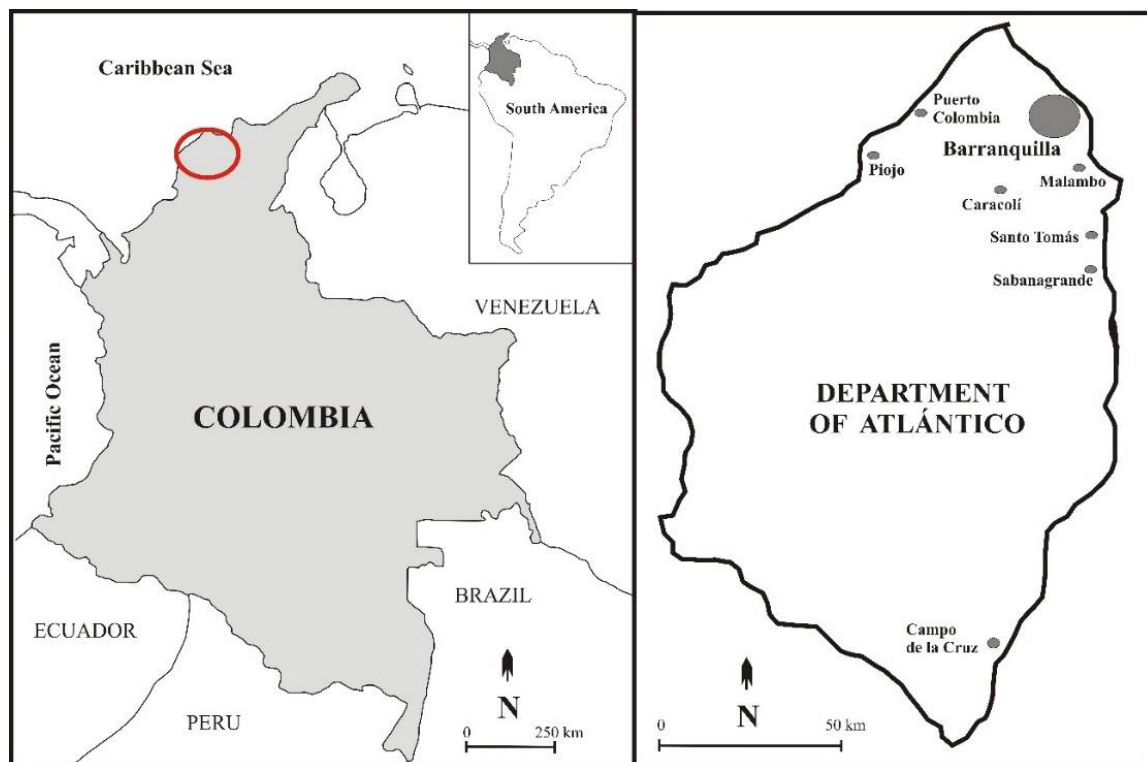 Caribbean Sea
South America
VENEZUELA
Pacific Ocean
COLOMBIA
BRAZIL
ECUADOR
PERU
N
0 250 km
Puerto
Colombia
Barranquilla
Piojo
Malambo
Caracolí
Santo Tomás
Sabanagrande
DEPARTMENT
OF ATLÁNTICO
Campo
de la Cruz
N
0 50 km